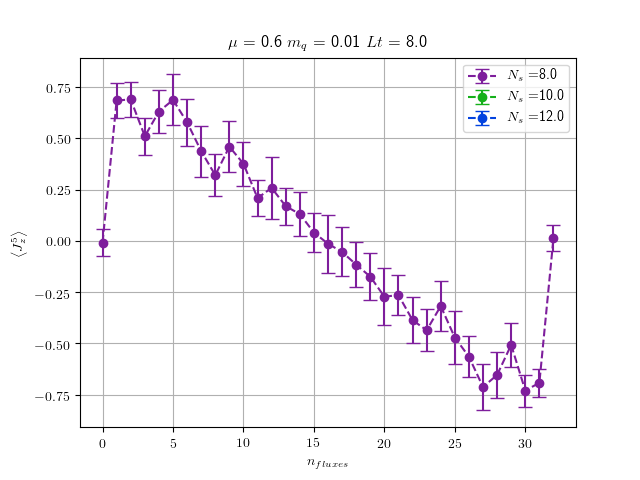 μ = 0.6 m_q = 0.01 Lt = 8.0
N_s =8.0
N_s =10.0
N_s =12.0
⟨J_z^5⟩
0.75
0.50
0.25
0.00
−0.25
−0.50
−0.75
0 5 10 15 20 25 30
n_{fluxes}